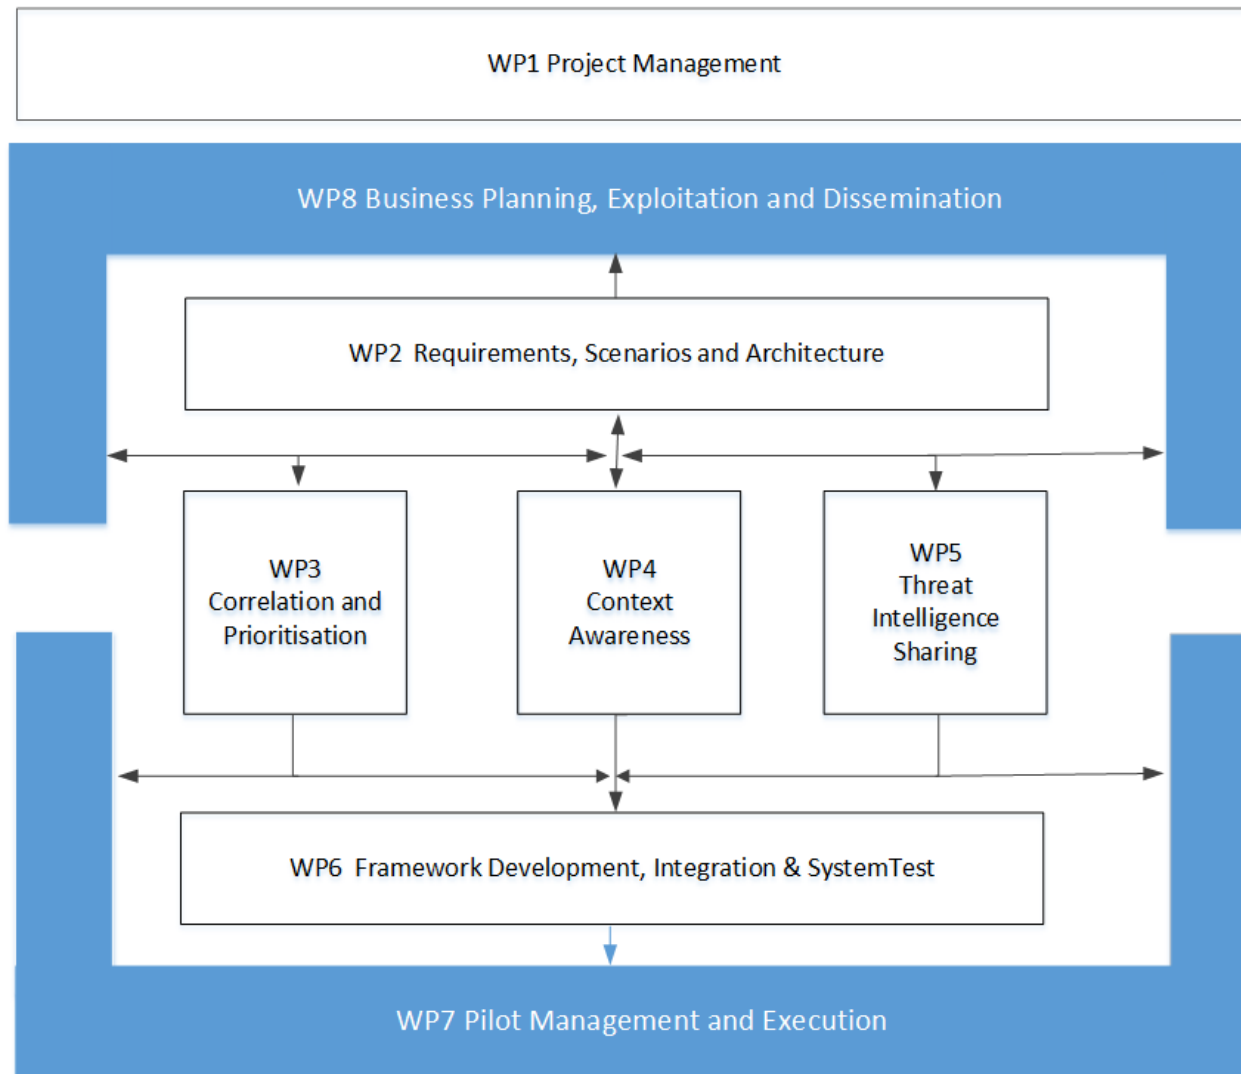 WP1 Project Management
WP8 Business Planning, Exploitation and Dissemination
WP2 Requirements, Scenarios and Architecture
WP3
Correlation and
Prioritisation
WP4
Context
Awareness
WP5
Threat
Intelligence
Sharing
WP6 Framework Development, Integration & SystemTest
WP7 Pilot Management and Execution